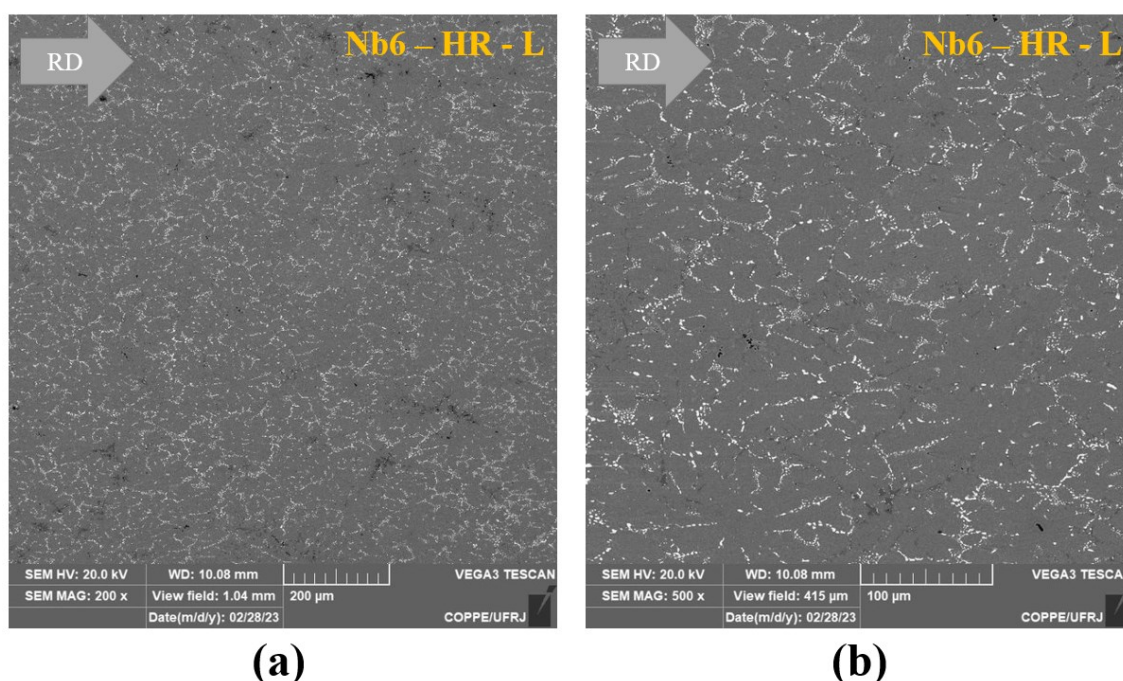 RD
Nb6 – HR - L
SEM HV: 20.0 kV
WD: 10.08 mm
VEGA3 TESCAN
SEM MAG: 200 x
View field: 1.04 mm
200 µm
Date(m/d/y): 02/28/23
COPPE/UFRJ
(a)
RD
Nb6 – HR - L
SEM HV: 20.0 kV
WD: 10.08 mm
VEGA3 TESCAN
SEM MAG: 500 x
View field: 415 µm
100 µm
Date(m/d/y): 02/28/23
COPPE/UFRJ
(b)